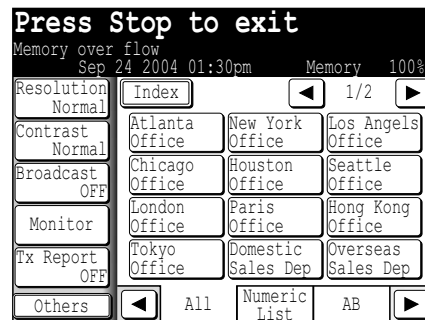 Press Stop to exit
Memory over flow
Sep 24 2004 01:30pm Memory 100%
Resolution
Normal
Index
1/2
Contrast
Normal
Atlanta
Office
New York
Office
Los Angels
Office
Broadcast
OFF
Chicago
Office
Houston
Office
Seattle
Office
Monitor
London
Office
Paris
Office
Hong Kong
Office
Tx Report
OFF
Tokyo
Office
Domestic
Sales Dep
Overseas
Sales Dep
Others
All
Numeric
List
AB